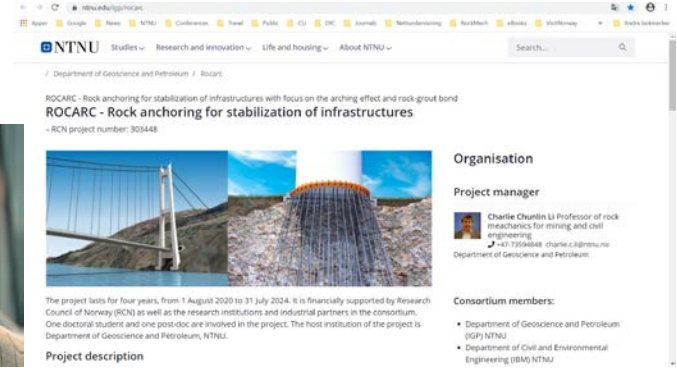 ntnu.edu/igp/rocarc
Apper Google News NTNU Conferences Travel Public CU DIC Journals Nettundervisning RockMech eBooks VisitNorway » Andre bokmerker
NTNU Studies Research and innovation Life and housing About NTNU Search...
/ Department of Geoscience and Petroleum / Rocarc
ROCARC - Rock anchoring for stabilization of infrastructures with focus on the arching effect and rock-grout bond
ROCARC - Rock anchoring for stabilization of infrastructures
– RCN project number: 303448
The project lasts for four years, from 1 August 2020 to 31 July 2024. It is financially supported by Research
Council of Norway (RCN) as well as the research institutions and industrial partners in the consortium.
One doctoral student and one post-doc are involved in the project. The host institution of the project is
Department of Geoscience and Petroleum, NTNU.
Project description
Organisation
Project manager
Charlie Chunlin Li Professor of rock
meachanics for mining and civil
engineering
+47-73594848 charlie.c.li@ntnu.no
Department of Geoscience and Petroleum
Consortium members:
• Department of Geoscience and Petroleum
(IGP) NTNU
• Department of Civil and Environmental
Engineering (IBM) NTNU